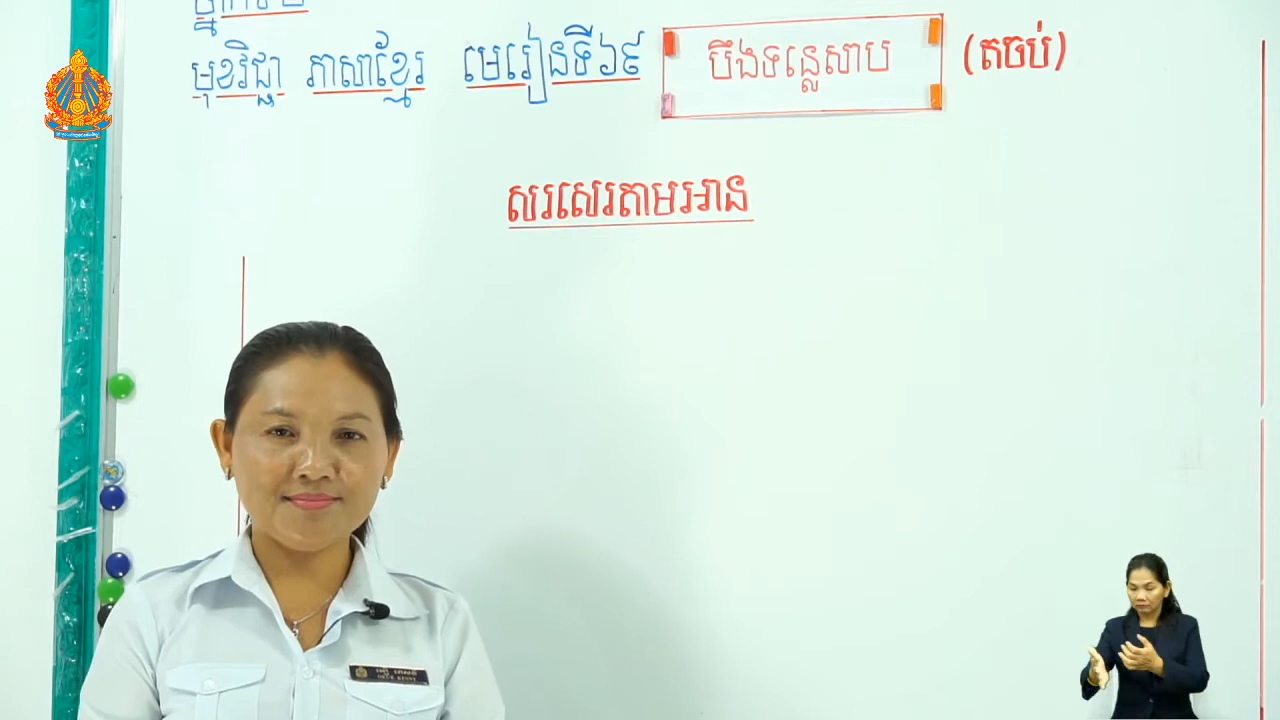 មុខវិជ្ជា ភាសាខ្មែរ មេរៀនទី៦៩ បឹងទន្លេសាប (តចប់)
សរសេរតាមអាន